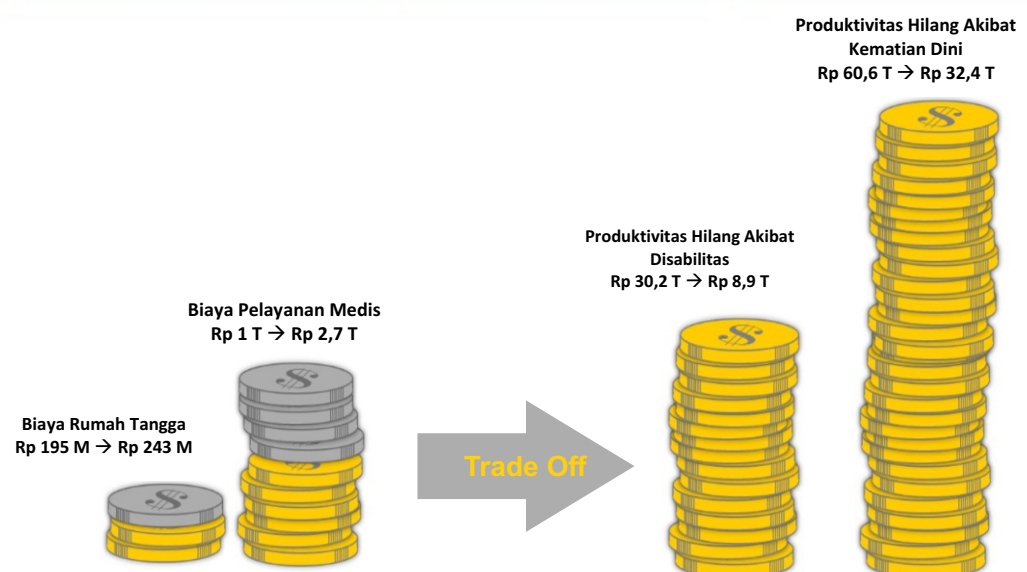 Produktivitas Hilang Akibat
Kematian Dini
Rp 60,6 T → Rp 32,4 T
Produktivitas Hilang Akibat
Disabilitas
Rp 30,2 T → Rp 8,9 T
Biaya Pelayanan Medis
Rp 1 T → Rp 2,7 T
Biaya Rumah Tangga
Rp 195 M → Rp 243 M
Trade Off
$
$
$
$
$